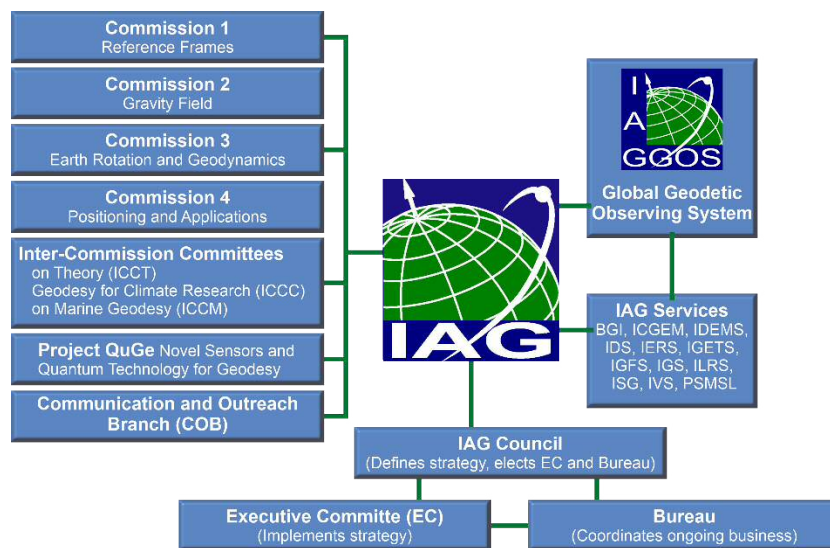 Commission 1
Reference Frames
Commission 2
Gravity Field
Commission 3
Earth Rotation and Geodynamics
Commission 4
Positioning and Applications
Inter-Commission Committees
on Theory (ICCT)
Geodesy for Climate Research (ICCC)
on Marine Geodesy (ICCM)
Project QuGe Novel Sensors and
Quantum Technology for Geodesy
Communication and Outreach
Branch (COB)
IAG
I
A
GGOS
Global Geodetic
Observing System
IAG Services
BGI, ICGEM, IDEMS,
IDS, IERS, IGETS,
IGFS, IGS, ILRS,
ISG, IVS, PSMSL
IAG Council
(Defines strategy, elects EC and Bureau)
Executive Committe (EC)
(Implements strategy)
Bureau
(Coordinates ongoing business)